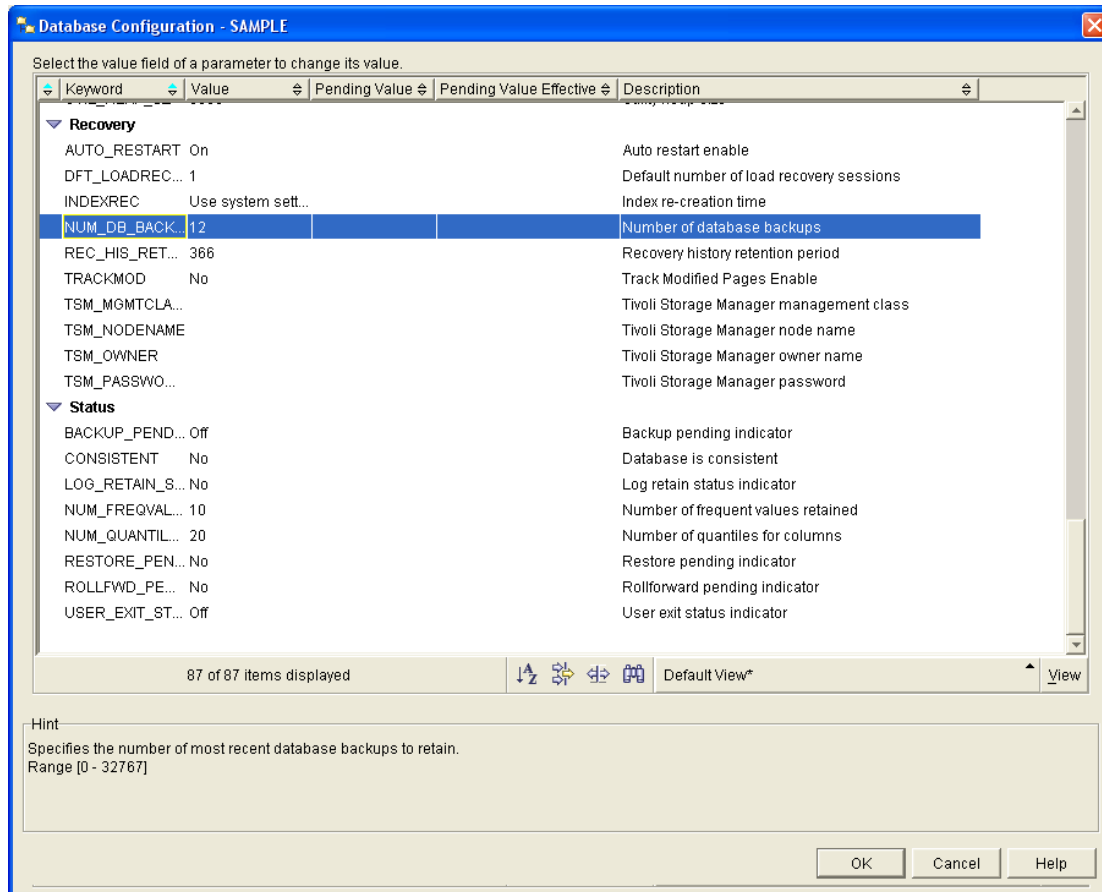 Database Configuration - SAMPLE
Select the value field of a parameter to change its value.
Keyword Value Pending Value Pending Value Effective Description
Recovery
AUTO_RESTART On Auto restart enable
DFT_LOADREC... 1 Default number of load recovery sessions
INDEXREC Use system sett... Index re-creation time
NUM_DB_BACK... 12 Number of database backups
REC_HIS_RET... 366 Recovery history retention period
TRACKMOD No Track Modified Pages Enable
TSM_MGMTCLA... Tivoli Storage Manager management class
TSM_NODENAME Tivoli Storage Manager node name
TSM_OWNER Tivoli Storage Manager owner name
TSM_PASSWO... Tivoli Storage Manager password
Status
BACKUP_PEND... Off Backup pending indicator
CONSISTENT No Database is consistent
LOG_RETAIN_S... No Log retain status indicator
NUM_FREQVAL... 10 Number of frequent values retained
NUM_QUANTIL... 20 Number of quantiles for columns
RESTORE_PEN... No Restore pending indicator
ROLLFWD_PE... No Rollforward pending indicator
USER_EXIT_ST... Off User exit status indicator
87 of 87 items displayed Default View* View
Hint
Specifies the number of most recent database backups to retain.
Range [0 - 32767]
OK Cancel Help